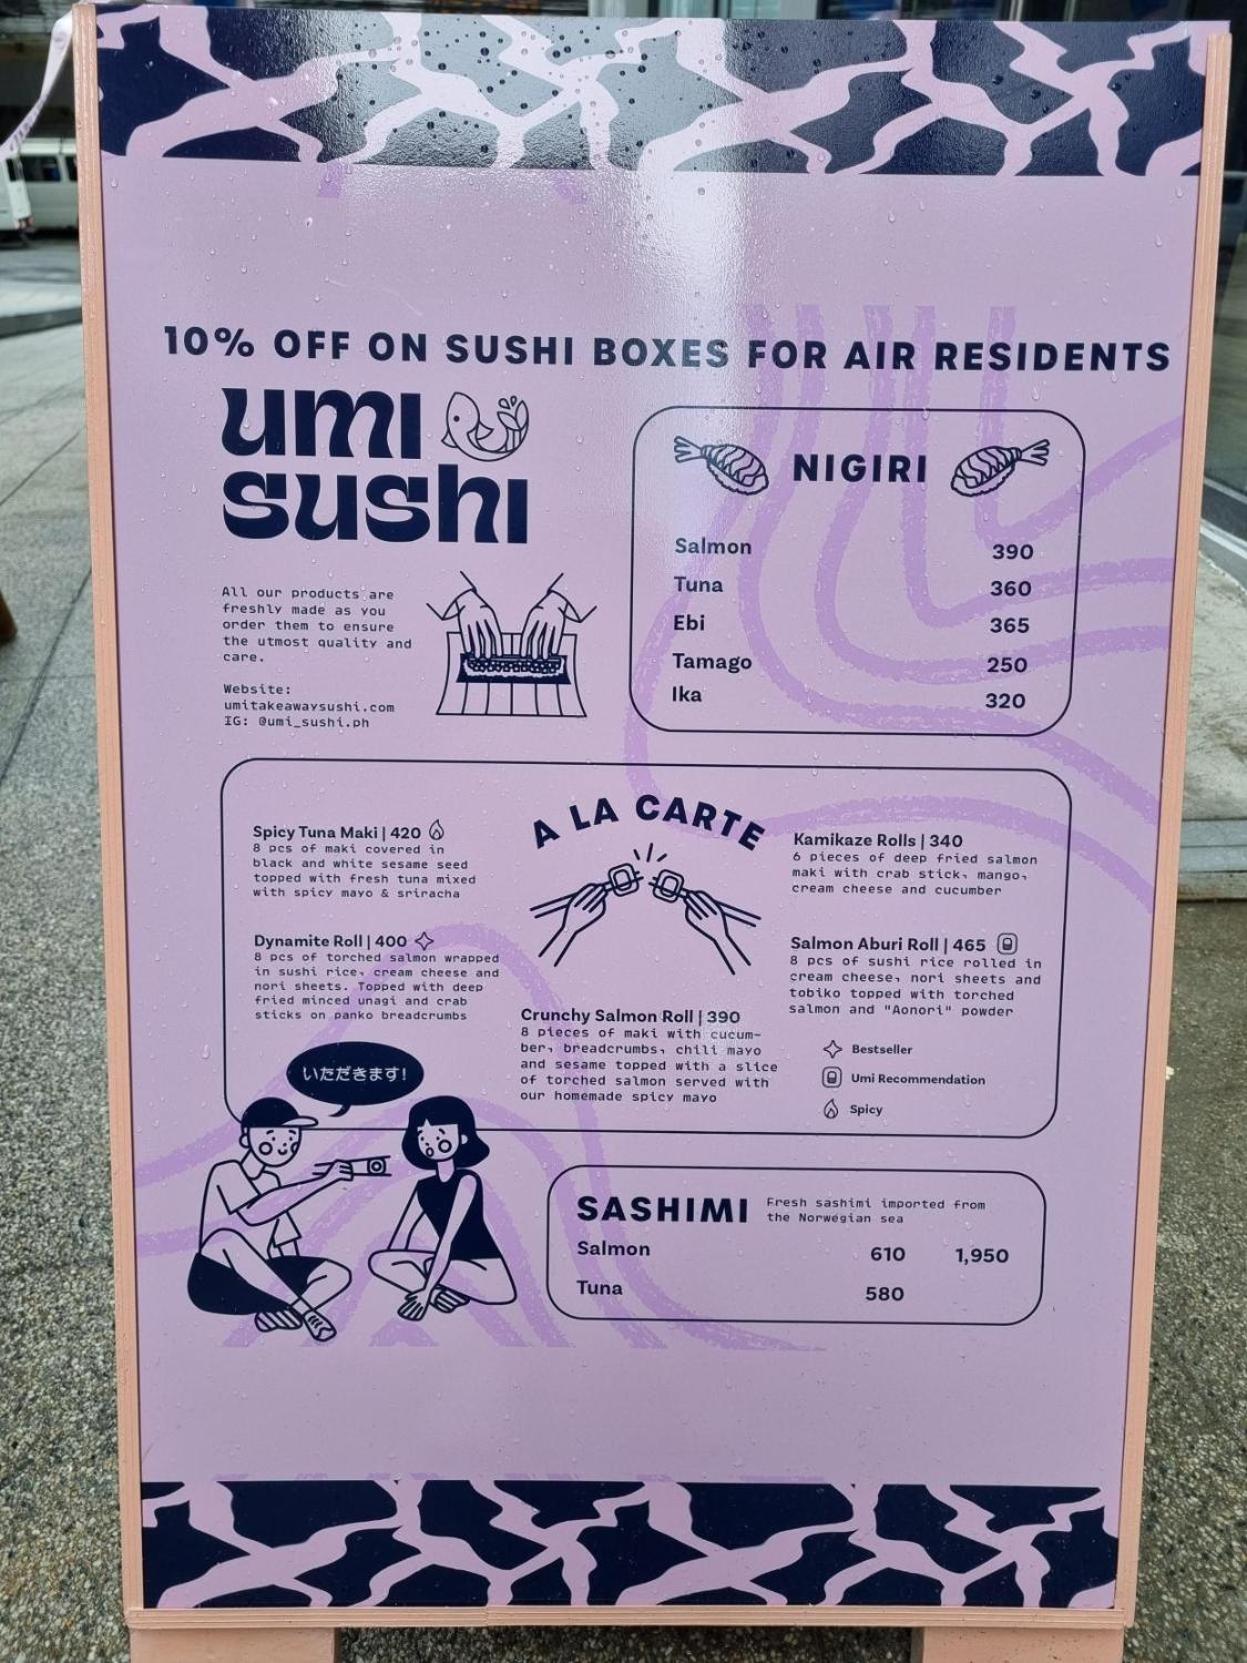 10% OFF ON SUSHI BOXES FOR AIR RESIDENTS
umi
sushi
All our products are
freshly made as you
order them to ensure
the utmost quality and
care.
Website:
umitakeawaysushi.com
IG: @umi_sushi.ph
NIGIRI
Salmon 390
Tuna 360
Ebi 365
Tamago 250
Ika 320
A LA CARTE
Spicy Tuna Maki | 420
8 pcs of maki covered in
black and white sesame seed
topped with fresh tuna mixed
with spicy mayo & sriracha
Dynamite Roll | 400
8 pcs of torched salmon wrapped
in sushi rice, cream cheese and
nori sheets. Topped with deep
fried minced unagi and crab
sticks on panko breadcrumbs
Crunchy Salmon Roll | 390
8 pieces of maki with cucum-
ber, breadcrumbs, chili mayo
and sesame topped with a slice
of torched salmon served with
our homemade spicy mayo
Kamikaze Rolls | 340
6 pieces of deep fried salmon
maki with crab stick, mango,
cream cheese and cucumber
Salmon Aburi Roll | 465
8 pcs of sushi rice rolled in
cream cheese, nori sheets and
tobiko topped with torched
salmon and "Aonori" powder
Bestseller
Umi Recommendation
Spicy
いただきます!
SASHIMI
Fresh sashimi imported from
the Norwegian sea
Salmon 610 1,950
Tuna 580